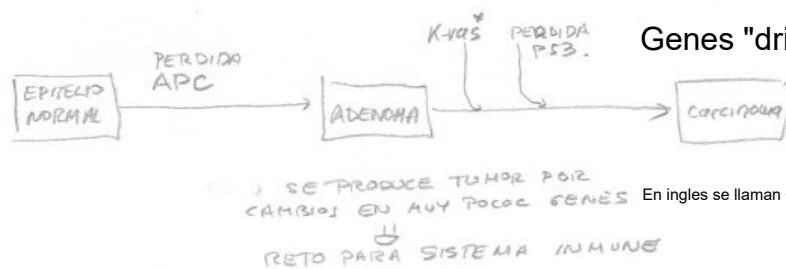 K-ras*
PERDIDA
P53.
Genes "dri
PERDIDA
APC
EPITELIO
NORMAL
ADENOMA
Carcinoma
SE PRODUCE TUMOR POR
CAMBIOS EN MUY POCOC GENES
En ingles se llaman
RETO PARA SISTEMA INMUNE